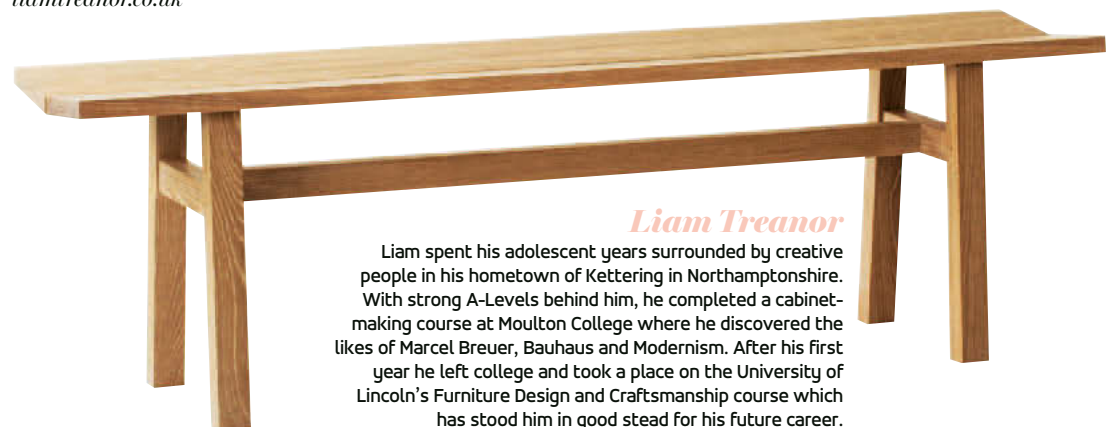 liamtreanor.co.uk
Liam Treanor
Liam spent his adolescent years surrounded by creative
people in his hometown of Kettering in Northamptonshire.
With strong A-Levels behind him, he completed a cabinet-
making course at Moulton College where he discovered the
likes of Marcel Breuer, Bauhaus and Modernism. After his first
year he left college and took a place on the University of
Lincoln's Furniture Design and Craftsmanship course which
has stood him in good stead for his future career.